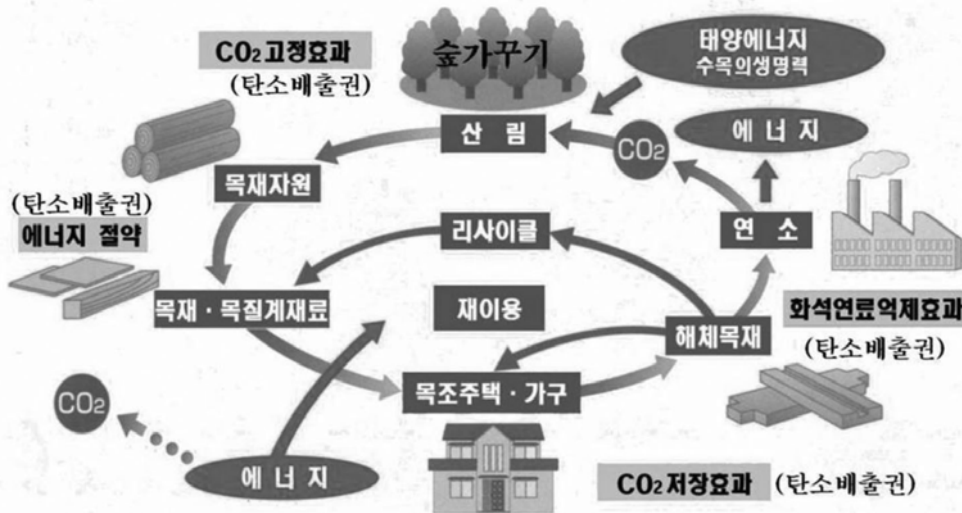 CO₂고정효과
(탄소배출권)
숲가꾸기
태양에너지
수목의생명력
에 너 지
산 림
CO₂
목재자원
(탄소배출권)
에너지 절약
리사이클
연 소
목재·목질계재료
재이용
해체목재
화석연료억제효과
(탄소배출권)
목조주택·가구
CO₂
에 너 지
CO₂저장효과 (탄소배출권)